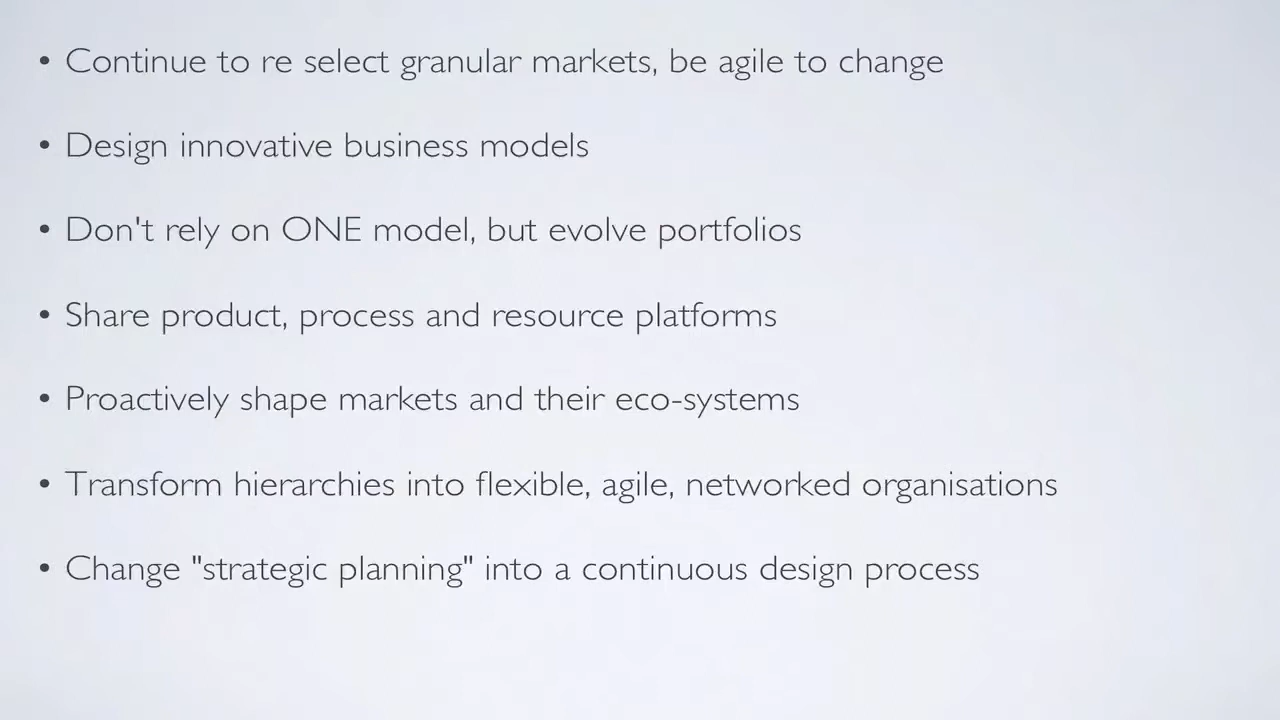 • Continue to re select granular markets, be agile to change
• Design innovative business models
• Don't rely on ONE model, but evolve portfolios
• Share product, process and resource platforms
• Proactively shape markets and their eco-systems
• Transform hierarchies into flexible, agile, networked organisations
• Change "strategic planning" into a continuous design process